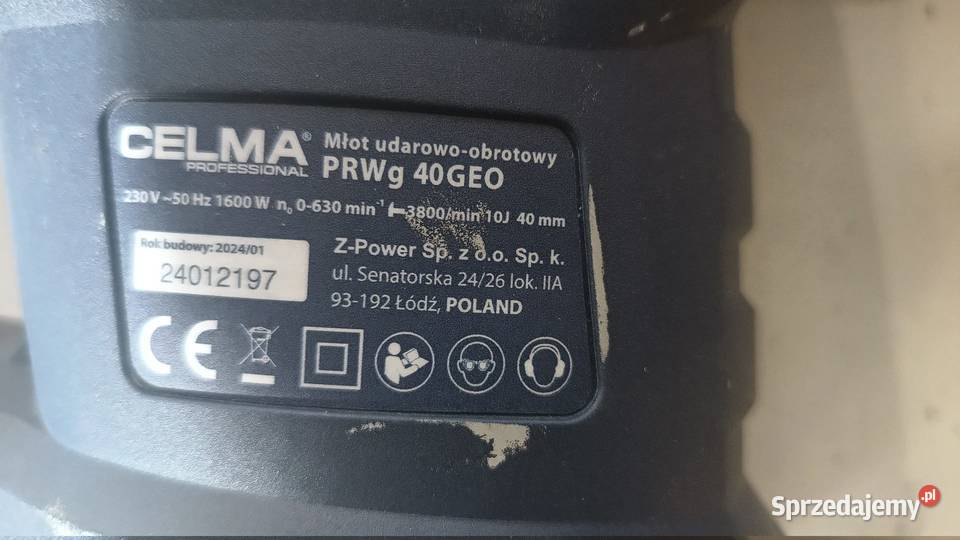 CELMA®
PROFESSIONAL
Młot udarowo-obrotowy
PRWg 40GEO
230 V ~50 Hz 1600 W n₀ 0-630 min⁻¹ 3800/min 10J 40 mm
Rok budowy: 2024/01
24012197
Z-Power Sp. z o.o. Sp. k.
ul. Senatorska 24/26 lok. IIA
93-192 Łódź, POLAND
CE
Sprzedajemy.pl